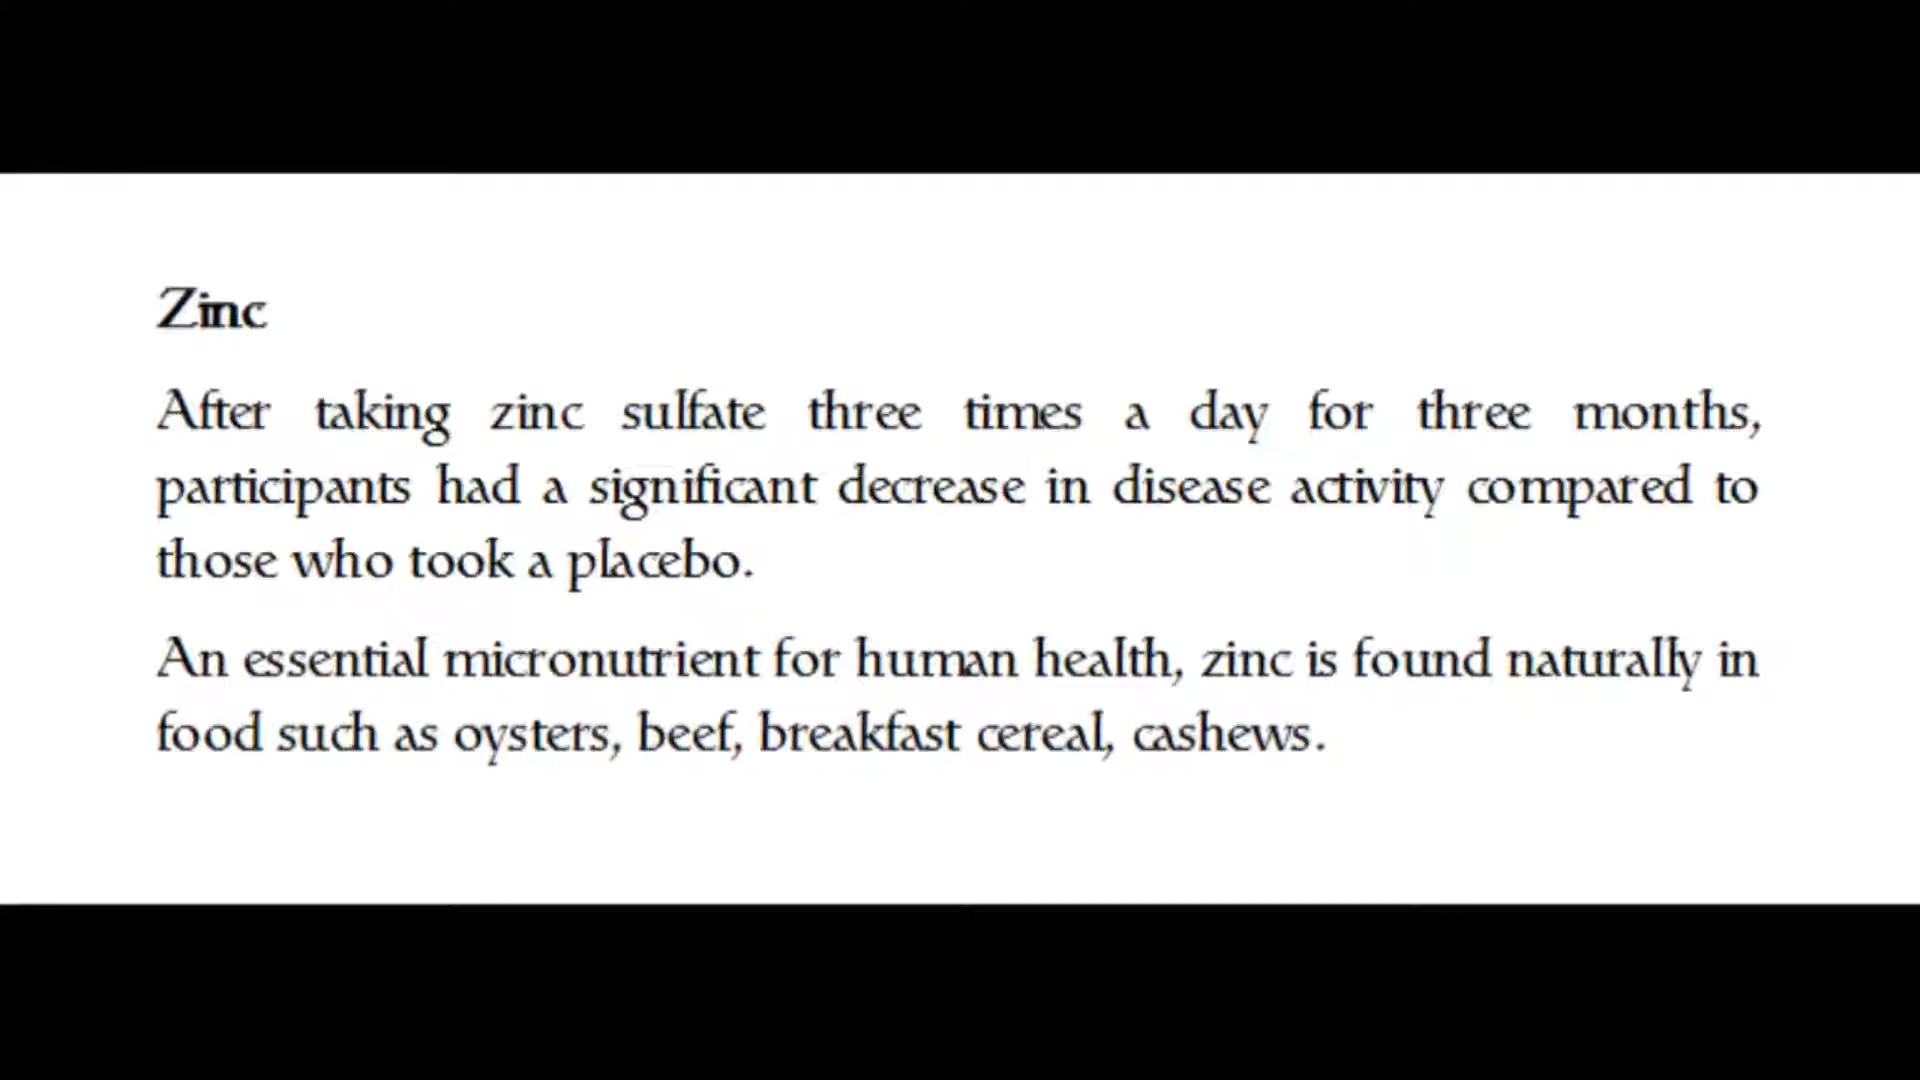 Zinc
After taking zinc sulfate three times a day for three months,
participants had a significant decrease in disease activity compared to
those who took a placebo.
An essential micronutrient for human health, zinc is found naturally in
food such as oysters, beef, breakfast cereal, cashews.